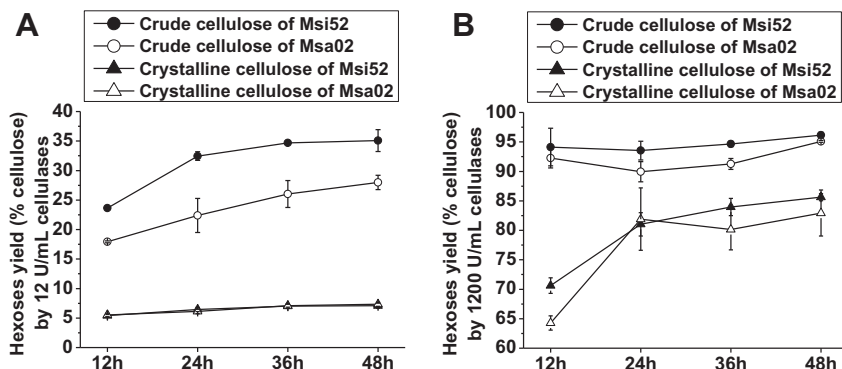 A
Crude cellulose of Msi52
Crude cellulose of Msa02
Crystalline cellulose of Msi52
Crystalline cellulose of Msa02
Hexoses yield (% cellulose)
by 12 U/mL cellulases
40
35
30
25
20
15
10
5
0
12h
24h
36h
48h
B
Crude cellulose of Msi52
Crude cellulose of Msa02
Crystalline cellulose of Msi52
Crystalline cellulose of Msa02
Hexoses yield (% cellulose)
by 1200 U/mL cellulases
100
95
90
85
80
75
70
65
60
12h
24h
36h
48h